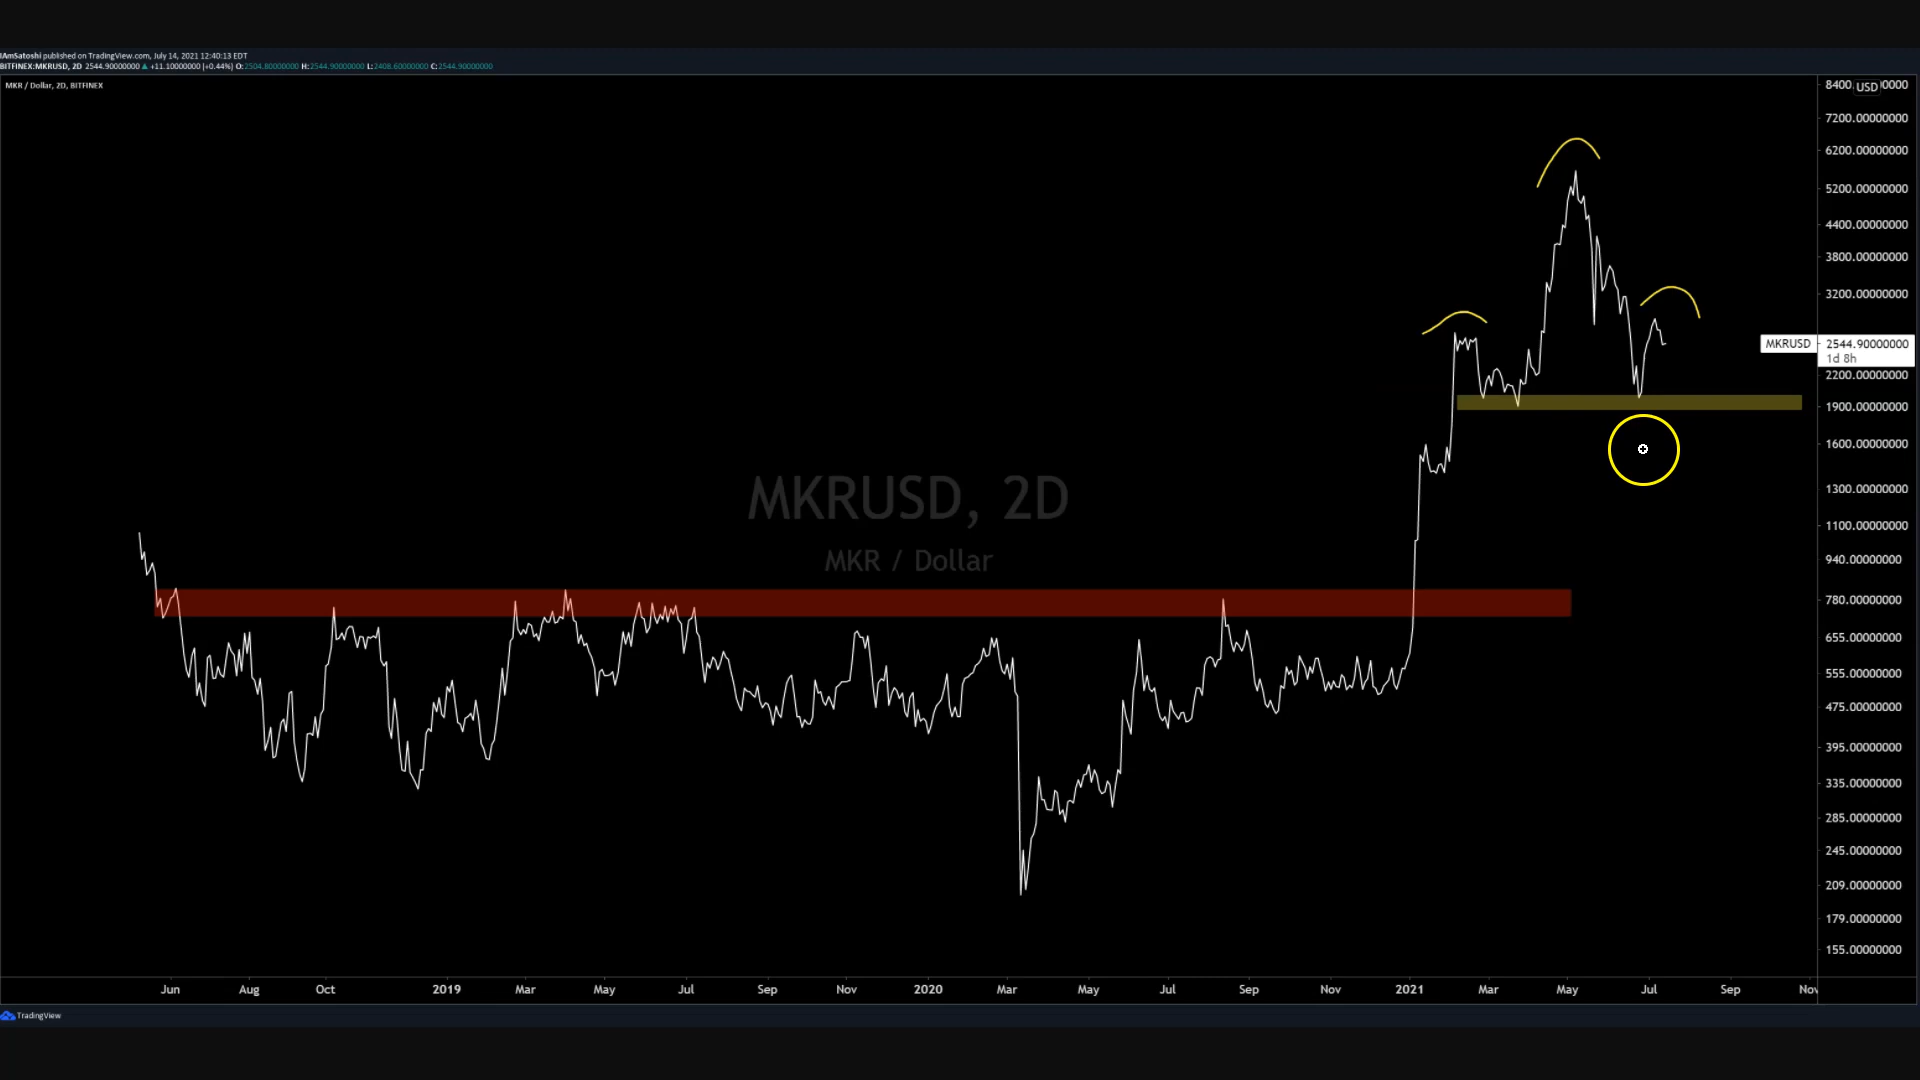 IAmSatoshi published on TradingView.com, July 14, 2021 12:40:13 EDT
BITFINEX:MKRUSD, 2D 2544.90000000 ▲ +11.10000000 (+0.44%) O:2504.80000000 H:2544.90000000 L:2408.60000000 C:2544.90000000
MKR / Dollar, 2D, BITFINEX
8400 USD 0000
7200.00000000
6200.00000000
5200.00000000
4400.00000000
3800.00000000
3200.00000000
MKRUSD 2544.90000000
1d 8h
2200.00000000
1900.00000000
1600.00000000
1300.00000000
1100.00000000
940.00000000
780.00000000
655.00000000
555.00000000
475.00000000
395.00000000
335.00000000
285.00000000
245.00000000
209.00000000
179.00000000
155.00000000
MKRUSD, 2D
MKR / Dollar
Jun Aug Oct 2019 Mar May Jul Sep Nov 2020 Mar May Jul Sep Nov 2021 Mar May Jul Sep Nov
TradingView